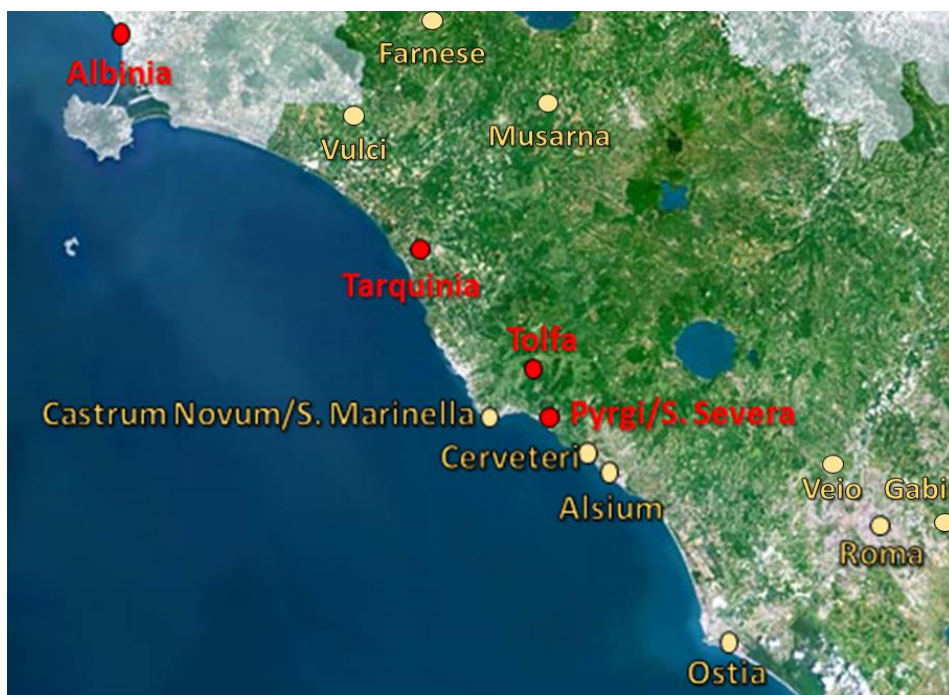 Farnese
Albinia
Musarna
Vulci
Tarquinia
Tolfa
Castrum Novum/S. Marinella
Pyrgi/S. Severa
Cerveteri
Veio
Gabi
Alsium
Roma
Ostia